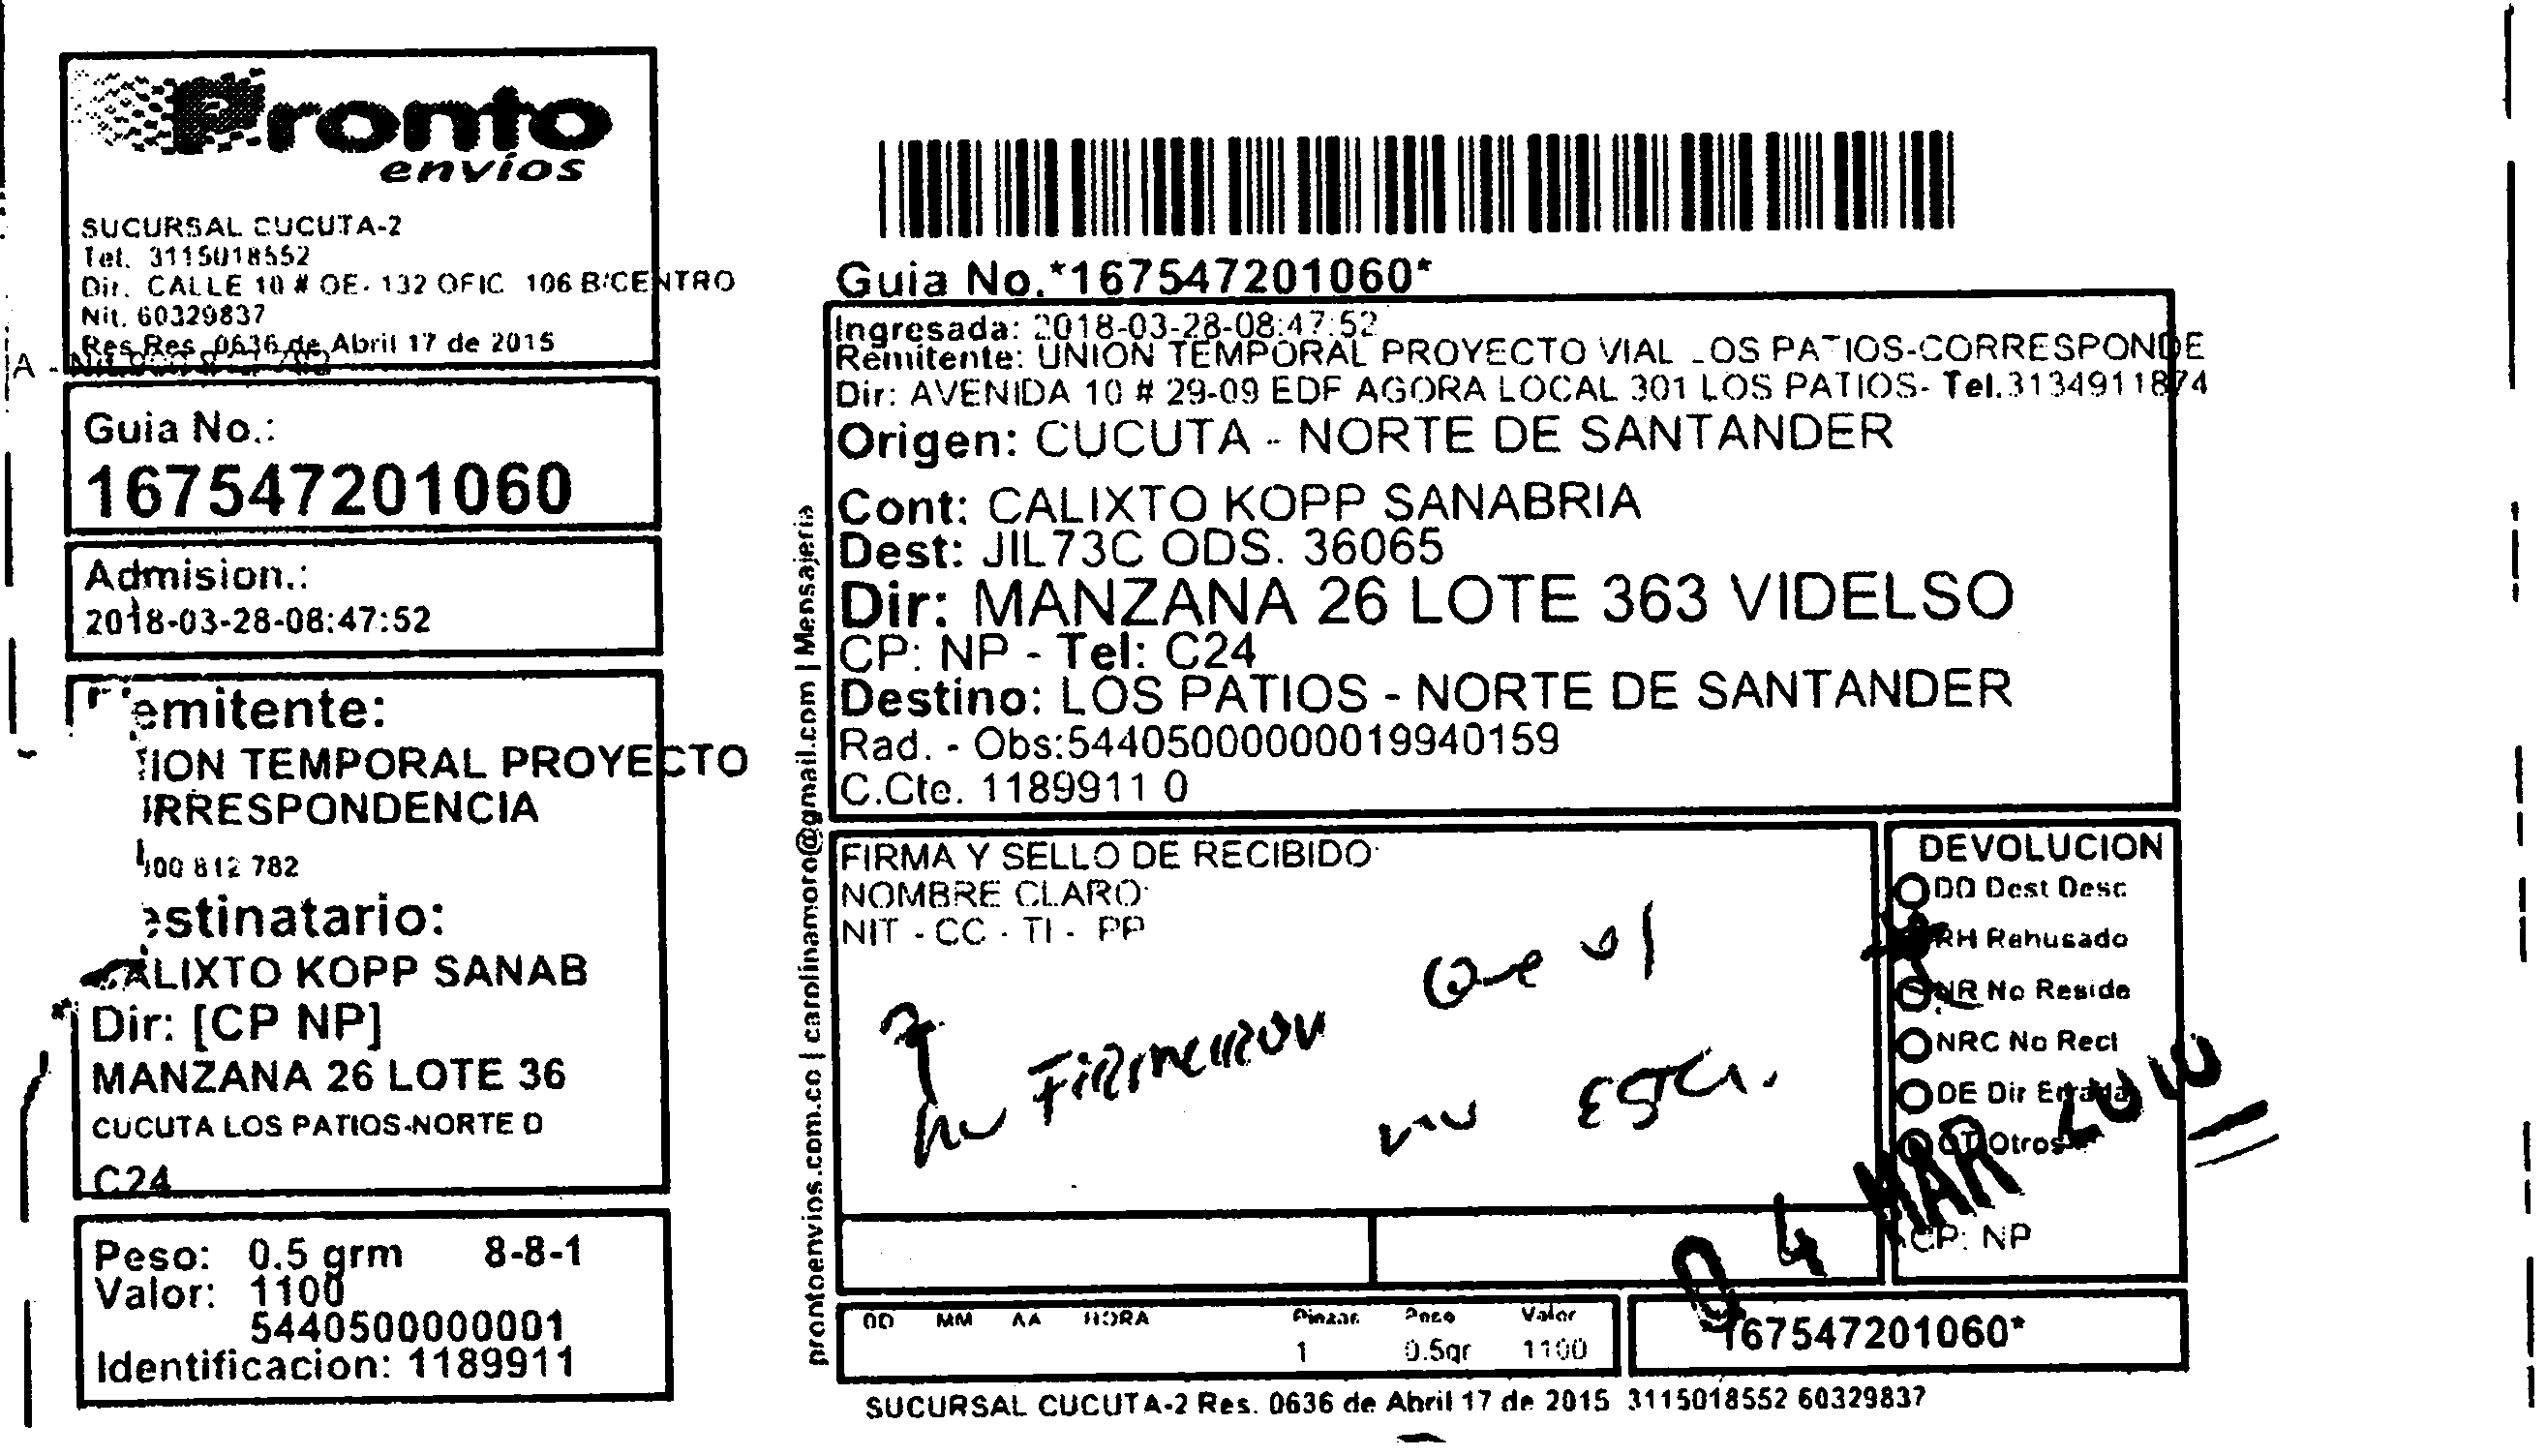 Pronto
envíos
SUCURSAL CUCUTA-2
Tel. 3115018552
Dir. CALLE 10 # OE- 132 OFIC 106 B/CENTRO
Nit. 60329837
Res Res. 0636 de Abril 17 de 2015
Guia No.:
167547201060
Admision.:
2018-03-28-08:47:52
emitente:
ION TEMPORAL PROYECTO
RRESPONDENCIA
00 812 782
estinatario:
CALIXTO KOPP SANAB
Dir: [CP NP]
MANZANA 26 LOTE 36
CUCUTA LOS PATIOS-NORTE D
C24
Peso: 0.5 grm 8-8-1
Valor: 1100
5440500000001
Identificacion: 1189911
prontoenvios.com.co | carolinamoro@gmail.com | Mensajeria
Guia No.*167547201060*
Ingresada: 2018-03-28-08:47:52
Remitente: UNION TEMPORAL PROYECTO VIAL LOS PATIOS-CORRESPONDE
Dir: AVENIDA 10 # 29-09 EDF AGORA LOCAL 301 LOS PATIOS- Tel.3134911874
Origen: CUCUTA - NORTE DE SANTANDER
Cont: CALIXTO KOPP SANABRIA
Dest: JIL73C ODS. 36065
Dir: MANZANA 26 LOTE 363 VIDELSO
CP: NP - Tel: C24
Destino: LOS PATIOS - NORTE DE SANTANDER
Rad. - Obs:544050000000019940159
C.Cte. 1189911 0
FIRMA Y SELLO DE RECIBIDO
NOMBRE CLARO
NIT - CC - TI - PP
no Firmaron Que el
no Esta.
DEVOLUCION
DD Dest Desc
RH Rehusado
NR No Reside
NRC No Recl
DE Dir Errada
OT Otros
04 MAR
CP: NP
DD MM AA HORA Piezas Peso Valor
1 0.5gr 1100
167547201060*
SUCURSAL CUCUTA-2 Res. 0636 de Abril 17 de 2015 3115018552 60329837